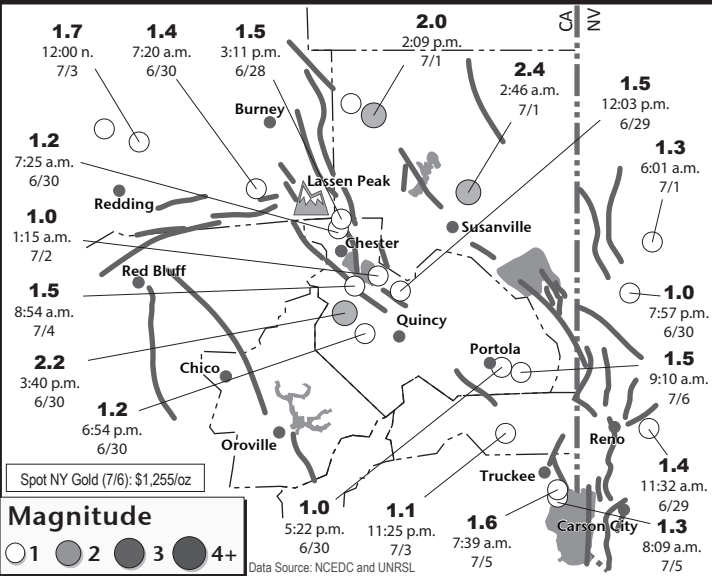 CA
NV
1.7
12:00 n.
7/3
1.4
7:20 a.m.
6/30
1.5
3:11 p.m.
6/28
2.0
2:09 p.m.
7/1
2.4
2:46 a.m.
7/1
1.5
12:03 p.m.
6/29
1.3
6:01 a.m.
7/1
1.2
7:25 a.m.
6/30
1.0
1:15 a.m.
7/2
1.5
8:54 a.m.
7/4
2.2
3:40 p.m.
6/30
1.2
6:54 p.m.
6/30
Burney
Lassen Peak
Redding
Susanville
Chester
Red Bluff
Quincy
Portola
Chico
Oroville
Reno
Truckee
Carson City
1.0
7:57 p.m.
6/30
1.5
9:10 a.m.
7/6
1.4
11:32 a.m.
6/29
1.3
8:09 a.m.
7/5
1.0
5:22 p.m.
6/30
1.1
11:25 p.m.
7/3
1.6
7:39 a.m.
7/5
Spot NY Gold (7/6): $1,255/oz
Magnitude
1 2 3 4+
Data Source: NCEDC and UNRSL